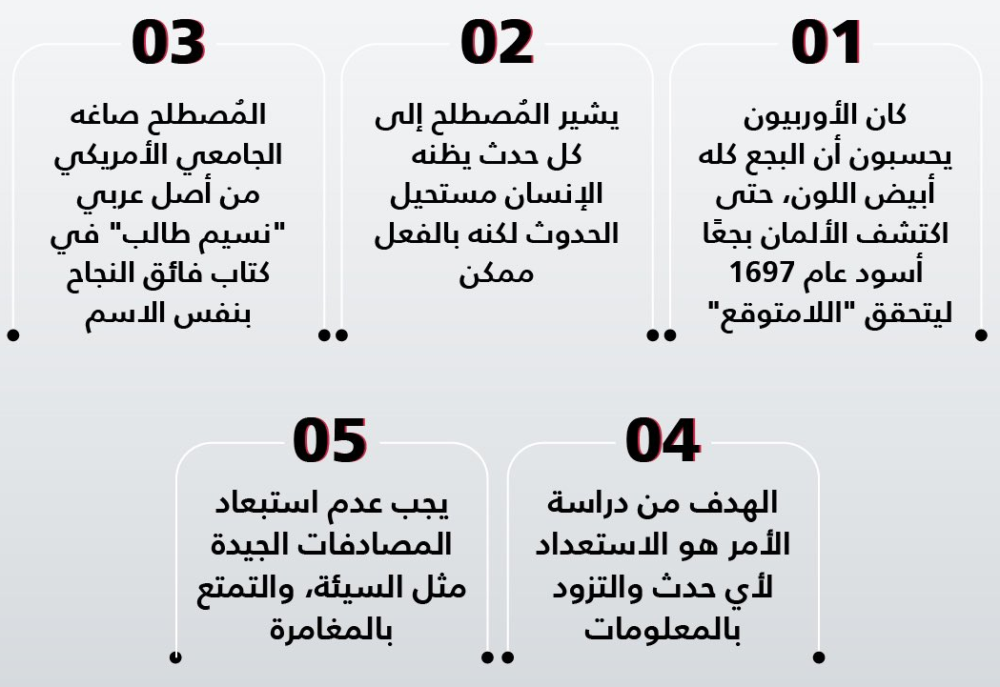 01
كان الأوربيون
يحسبون أن البجع كله
أبيض اللون، حتى
اكتشف الألمان بجعًا
أسود عام 1697
ليتحقق "اللامتوقع"
02
يشير المُصطلح إلى
كل حدث يظنه
الإنسان مستحيل
الحدوث لكنه بالفعل
ممكن
03
المُصطلح صاغه
الجامعي الأمريكي
من أصل عربي
"نسيم طالب" في
كتاب فائق النجاح
بنفس الاسم
04
الهدف من دراسة
الأمر هو الاستعداد
لأي حدث والتزود
بالمعلومات
05
يجب عدم استبعاد
المصادفات الجيدة
مثل السيئة، والتمتع
بالمغامرة